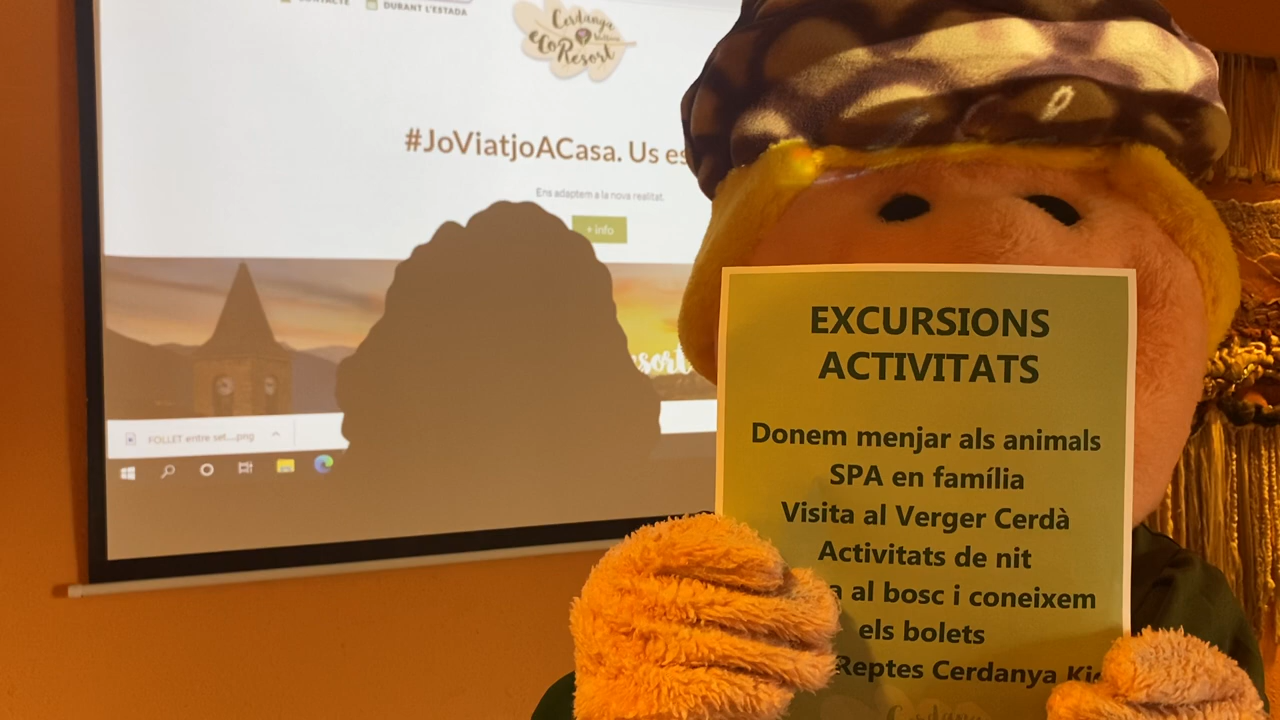 CONTACTE
DURANT L'ESTADA
Cerdanya
ecoResort
#JoViatjoACasa. Us es
Ens adaptem a la nova realitat.
+ info
FOLLET entre set....png
EXCURSIONS
ACTIVITATS
Donem menjar als animals
SPA en família
Visita al Verger Cerdà
Activitats de nit
a al bosc i coneixem
els bolets
Reptes Cerdanya